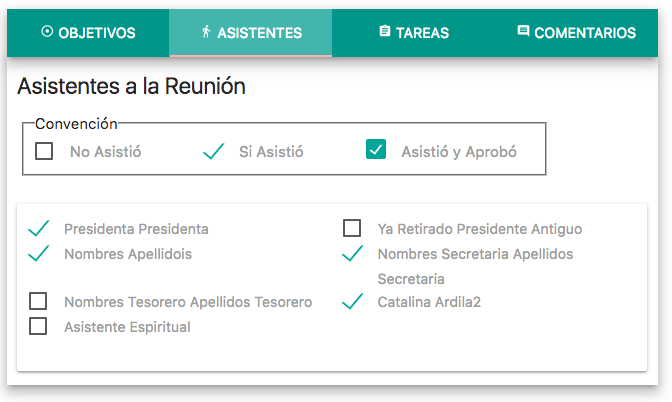 OBJETIVOS ASISTENTES TAREAS COMENTARIOS
Asistentes a la Reunión
Convención
No Asistió Si Asistió Asistió y Aprobó
Presidenta Presidenta Ya Retirado Presidente Antiguo
Nombres Apellidois Nombres Secretaria Apellidos
Secretaria
Nombres Tesorero Apellidos Tesorero Catalina Ardila2
Asistente Espiritual